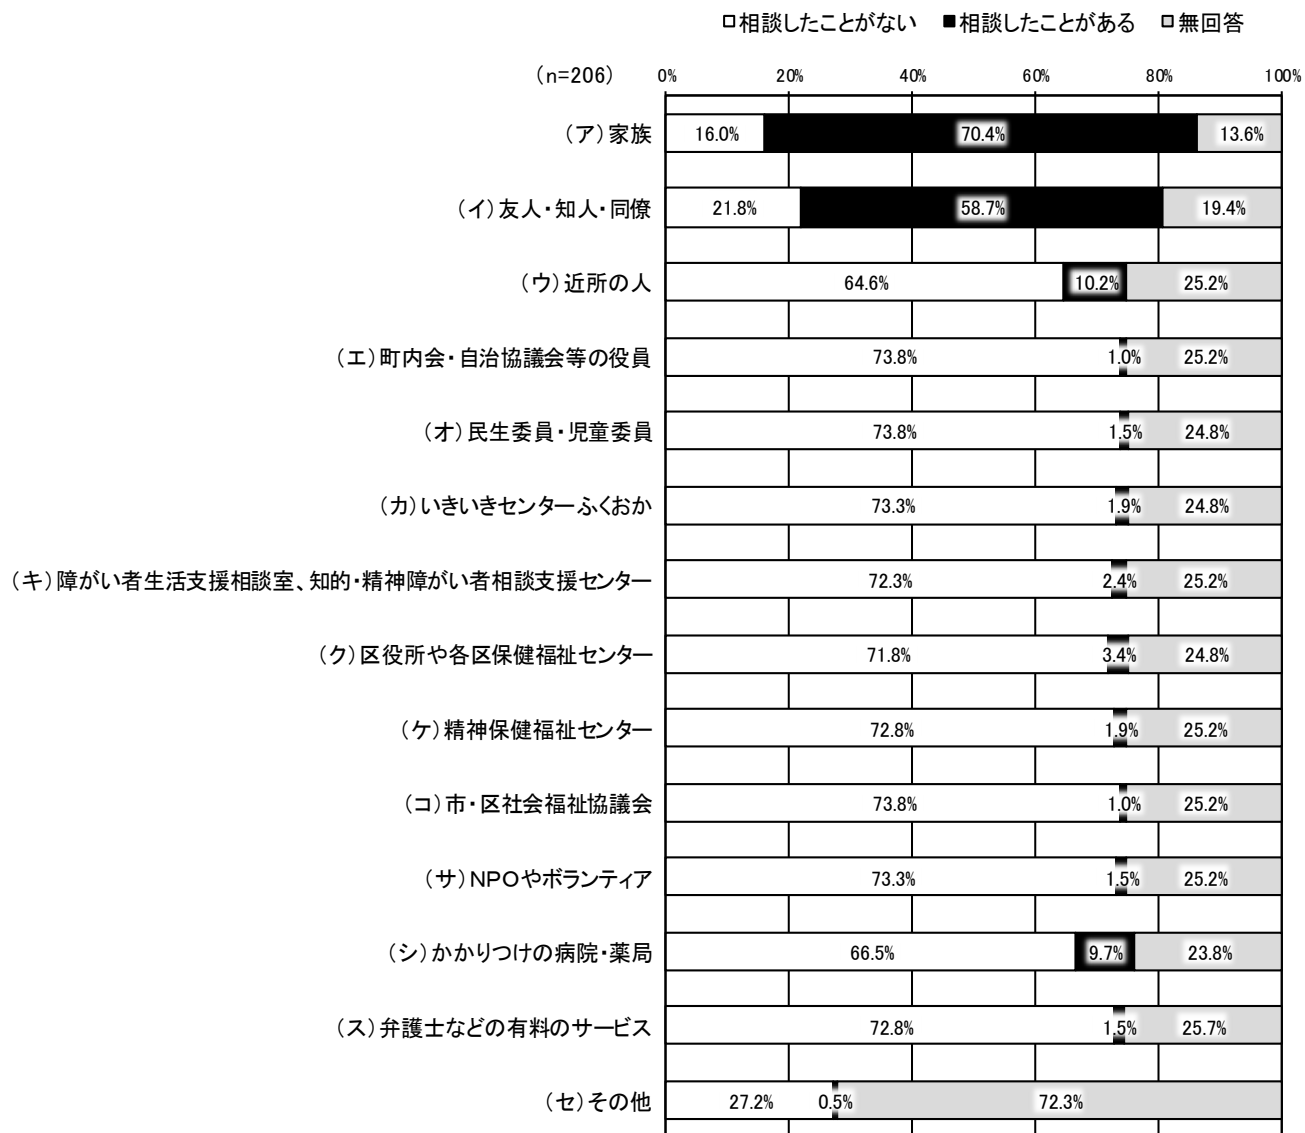 □相談したことがない ■相談したことがある □無回答
(n=206) 0% 20% 40% 60% 80% 100%
(ア)家族 16.0% 70.4% 13.6%
(イ)友人・知人・同僚 21.8% 58.7% 19.4%
(ウ)近所の人 64.6% 10.2% 25.2%
(エ)町内会・自治協議会等の役員 73.8% 1.0% 25.2%
(オ)民生委員・児童委員 73.8% 1.5% 24.8%
(カ)いきいきセンターふくおか 73.3% 1.9% 24.8%
(キ)障がい者生活支援相談室、知的・精神障がい者相談支援センター 72.3% 2.4% 25.2%
(ク)区役所や各区保健福祉センター 71.8% 3.4% 24.8%
(ケ)精神保健福祉センター 72.8% 1.9% 25.2%
(コ)市・区社会福祉協議会 73.8% 1.0% 25.2%
(サ)NPOやボランティア 73.3% 1.5% 25.2%
(シ)かかりつけの病院・薬局 66.5% 9.7% 23.8%
(ス)弁護士などの有料のサービス 72.8% 1.5% 25.7%
(セ)その他 27.2% 0.5% 72.3%